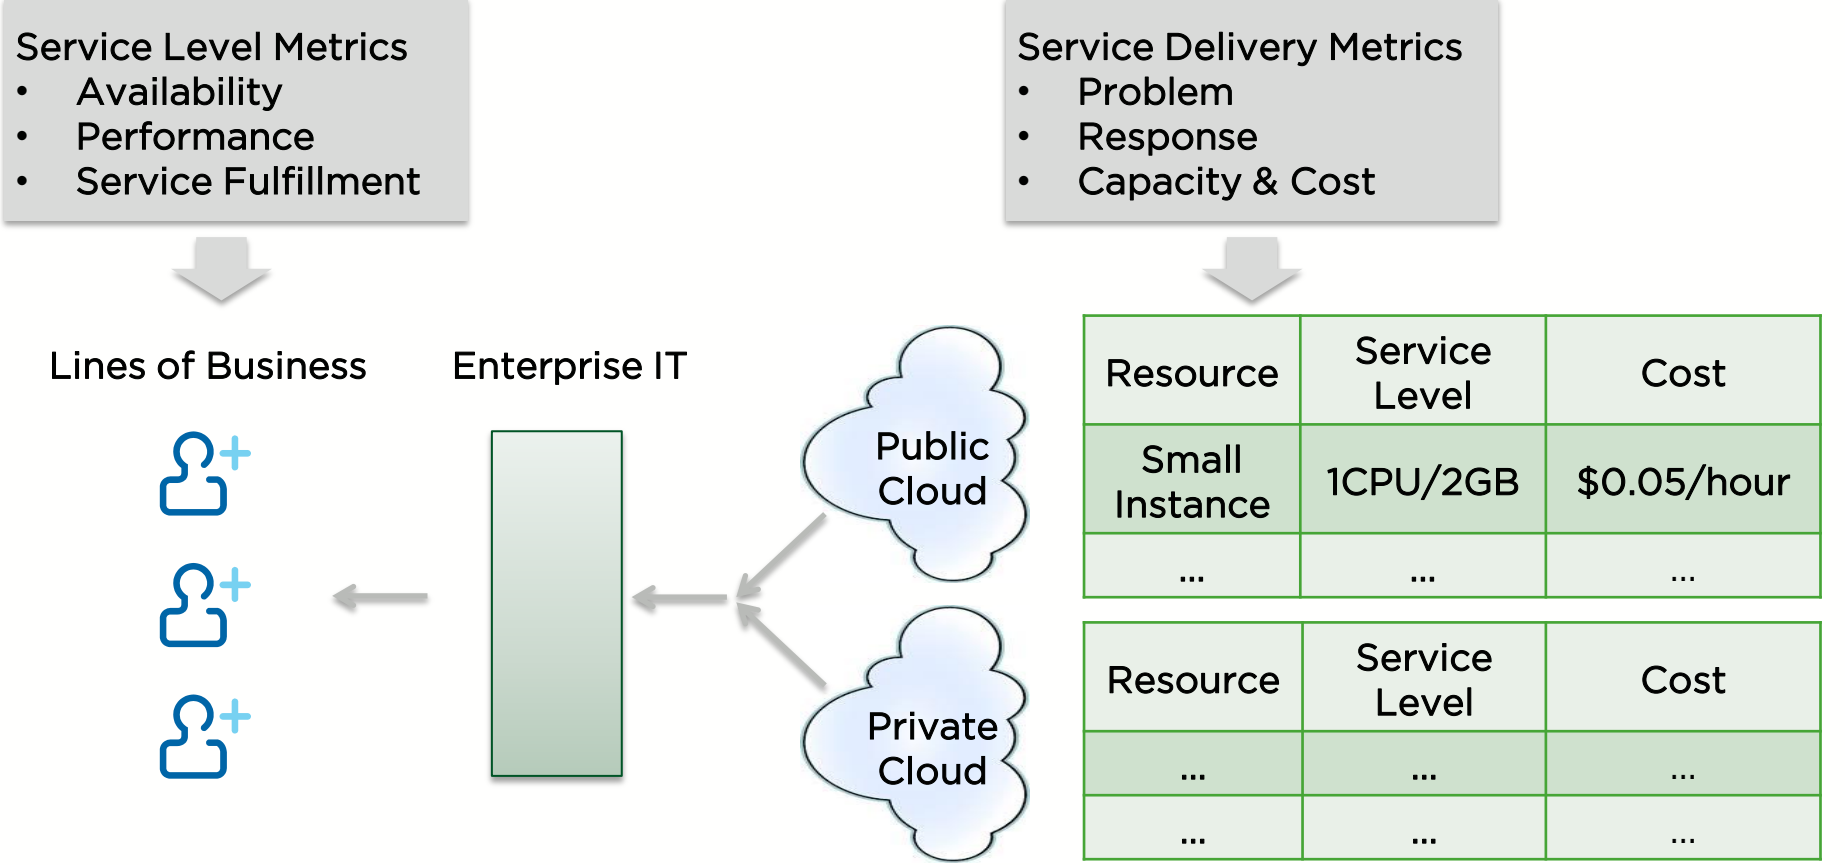 Service Level Metrics
• Availability
• Performance
• Service Fulfillment
Service Delivery Metrics
• Problem
• Response
• Capacity & Cost
Lines of Business
Enterprise IT
Public
Cloud
Private
Cloud
Resource
Service
Level
Cost
Small
Instance
1CPU/2GB
$0.05/hour
...
...
...
Resource
Service
Level
Cost
...
...
...
...
...
...